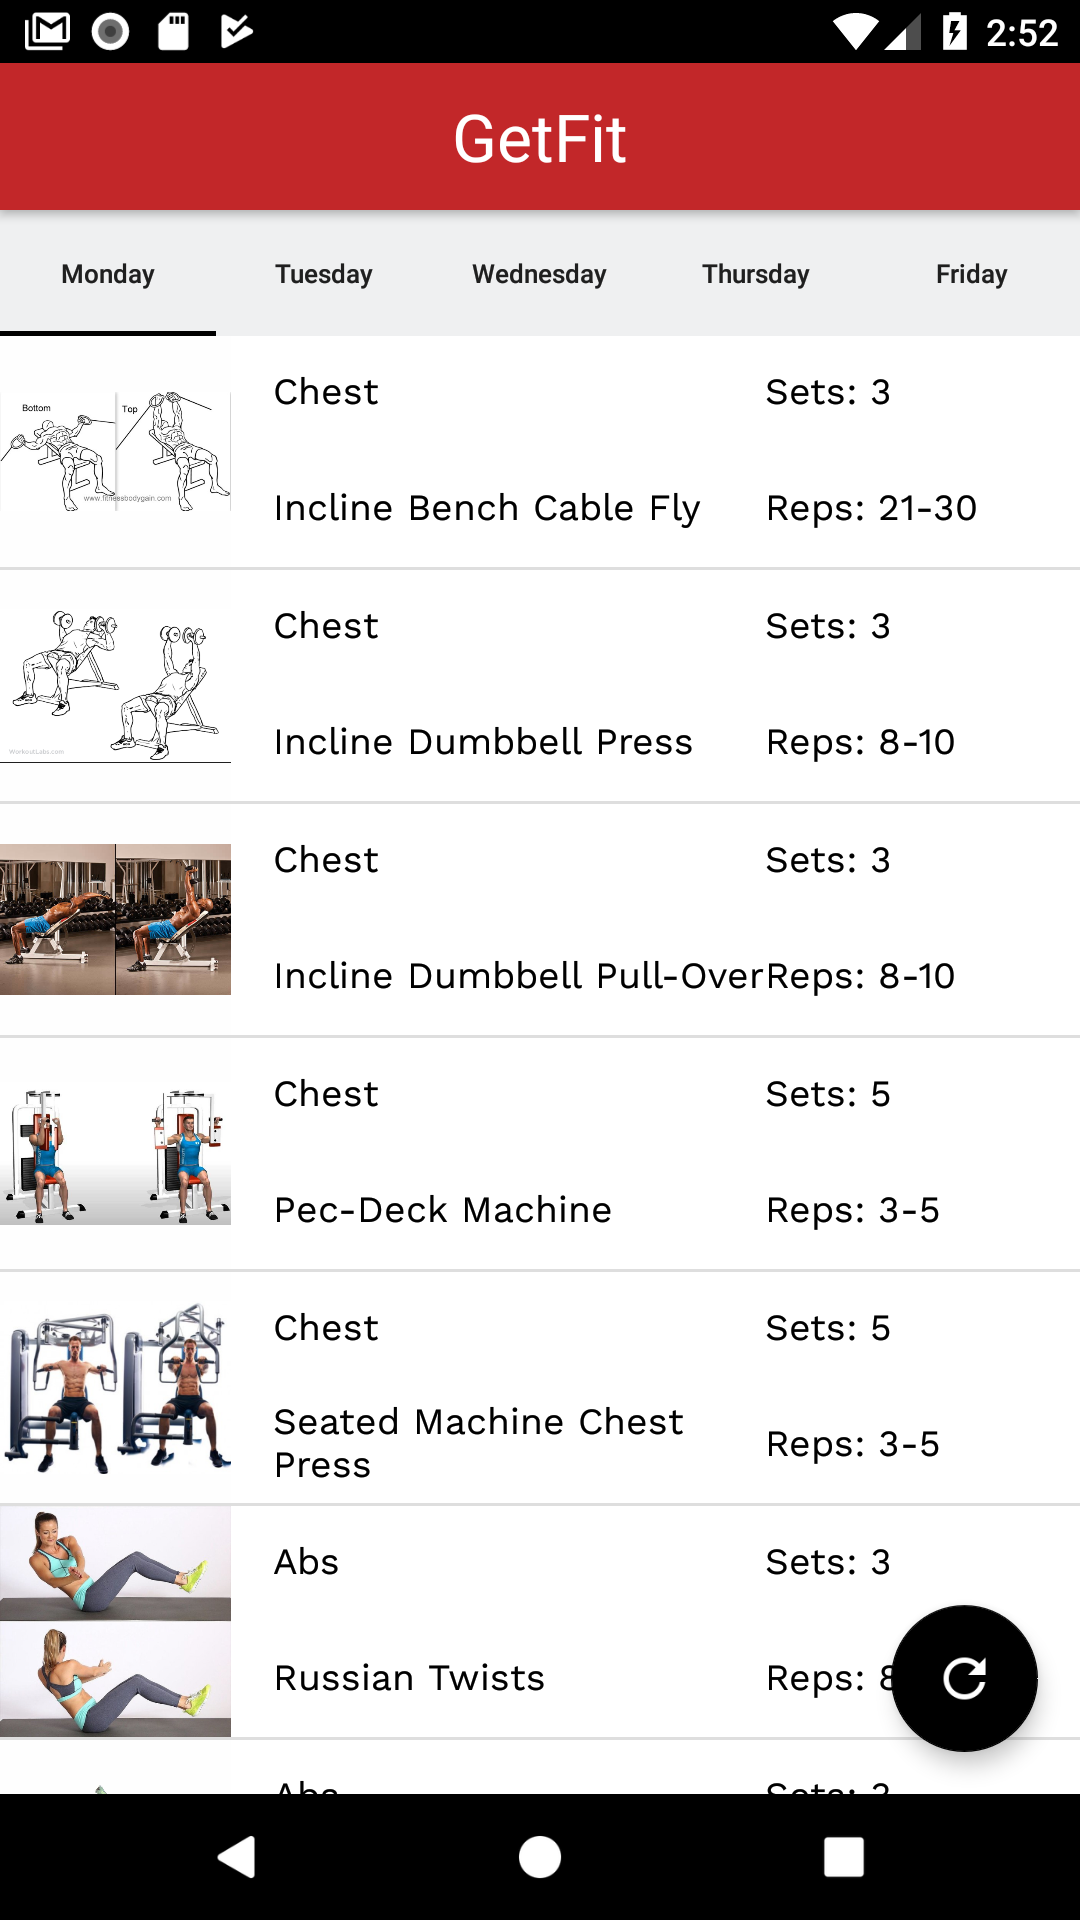 2:52
GetFit
Monday Tuesday Wednesday Thursday Friday
Bottom Top
www.fitnessbodygain.com
Chest Sets: 3
Incline Bench Cable Fly Reps: 21-30
WorkoutLabs.com
Chest Sets: 3
Incline Dumbbell Press Reps: 8-10
Chest Sets: 3
Incline Dumbbell Pull-Over Reps: 8-10
Chest Sets: 5
Pec-Deck Machine Reps: 3-5
Chest Sets: 5
Seated Machine Chest
Press
Reps: 3-5
Abs Sets: 3
Russian Twists Reps:
Abs Sets: